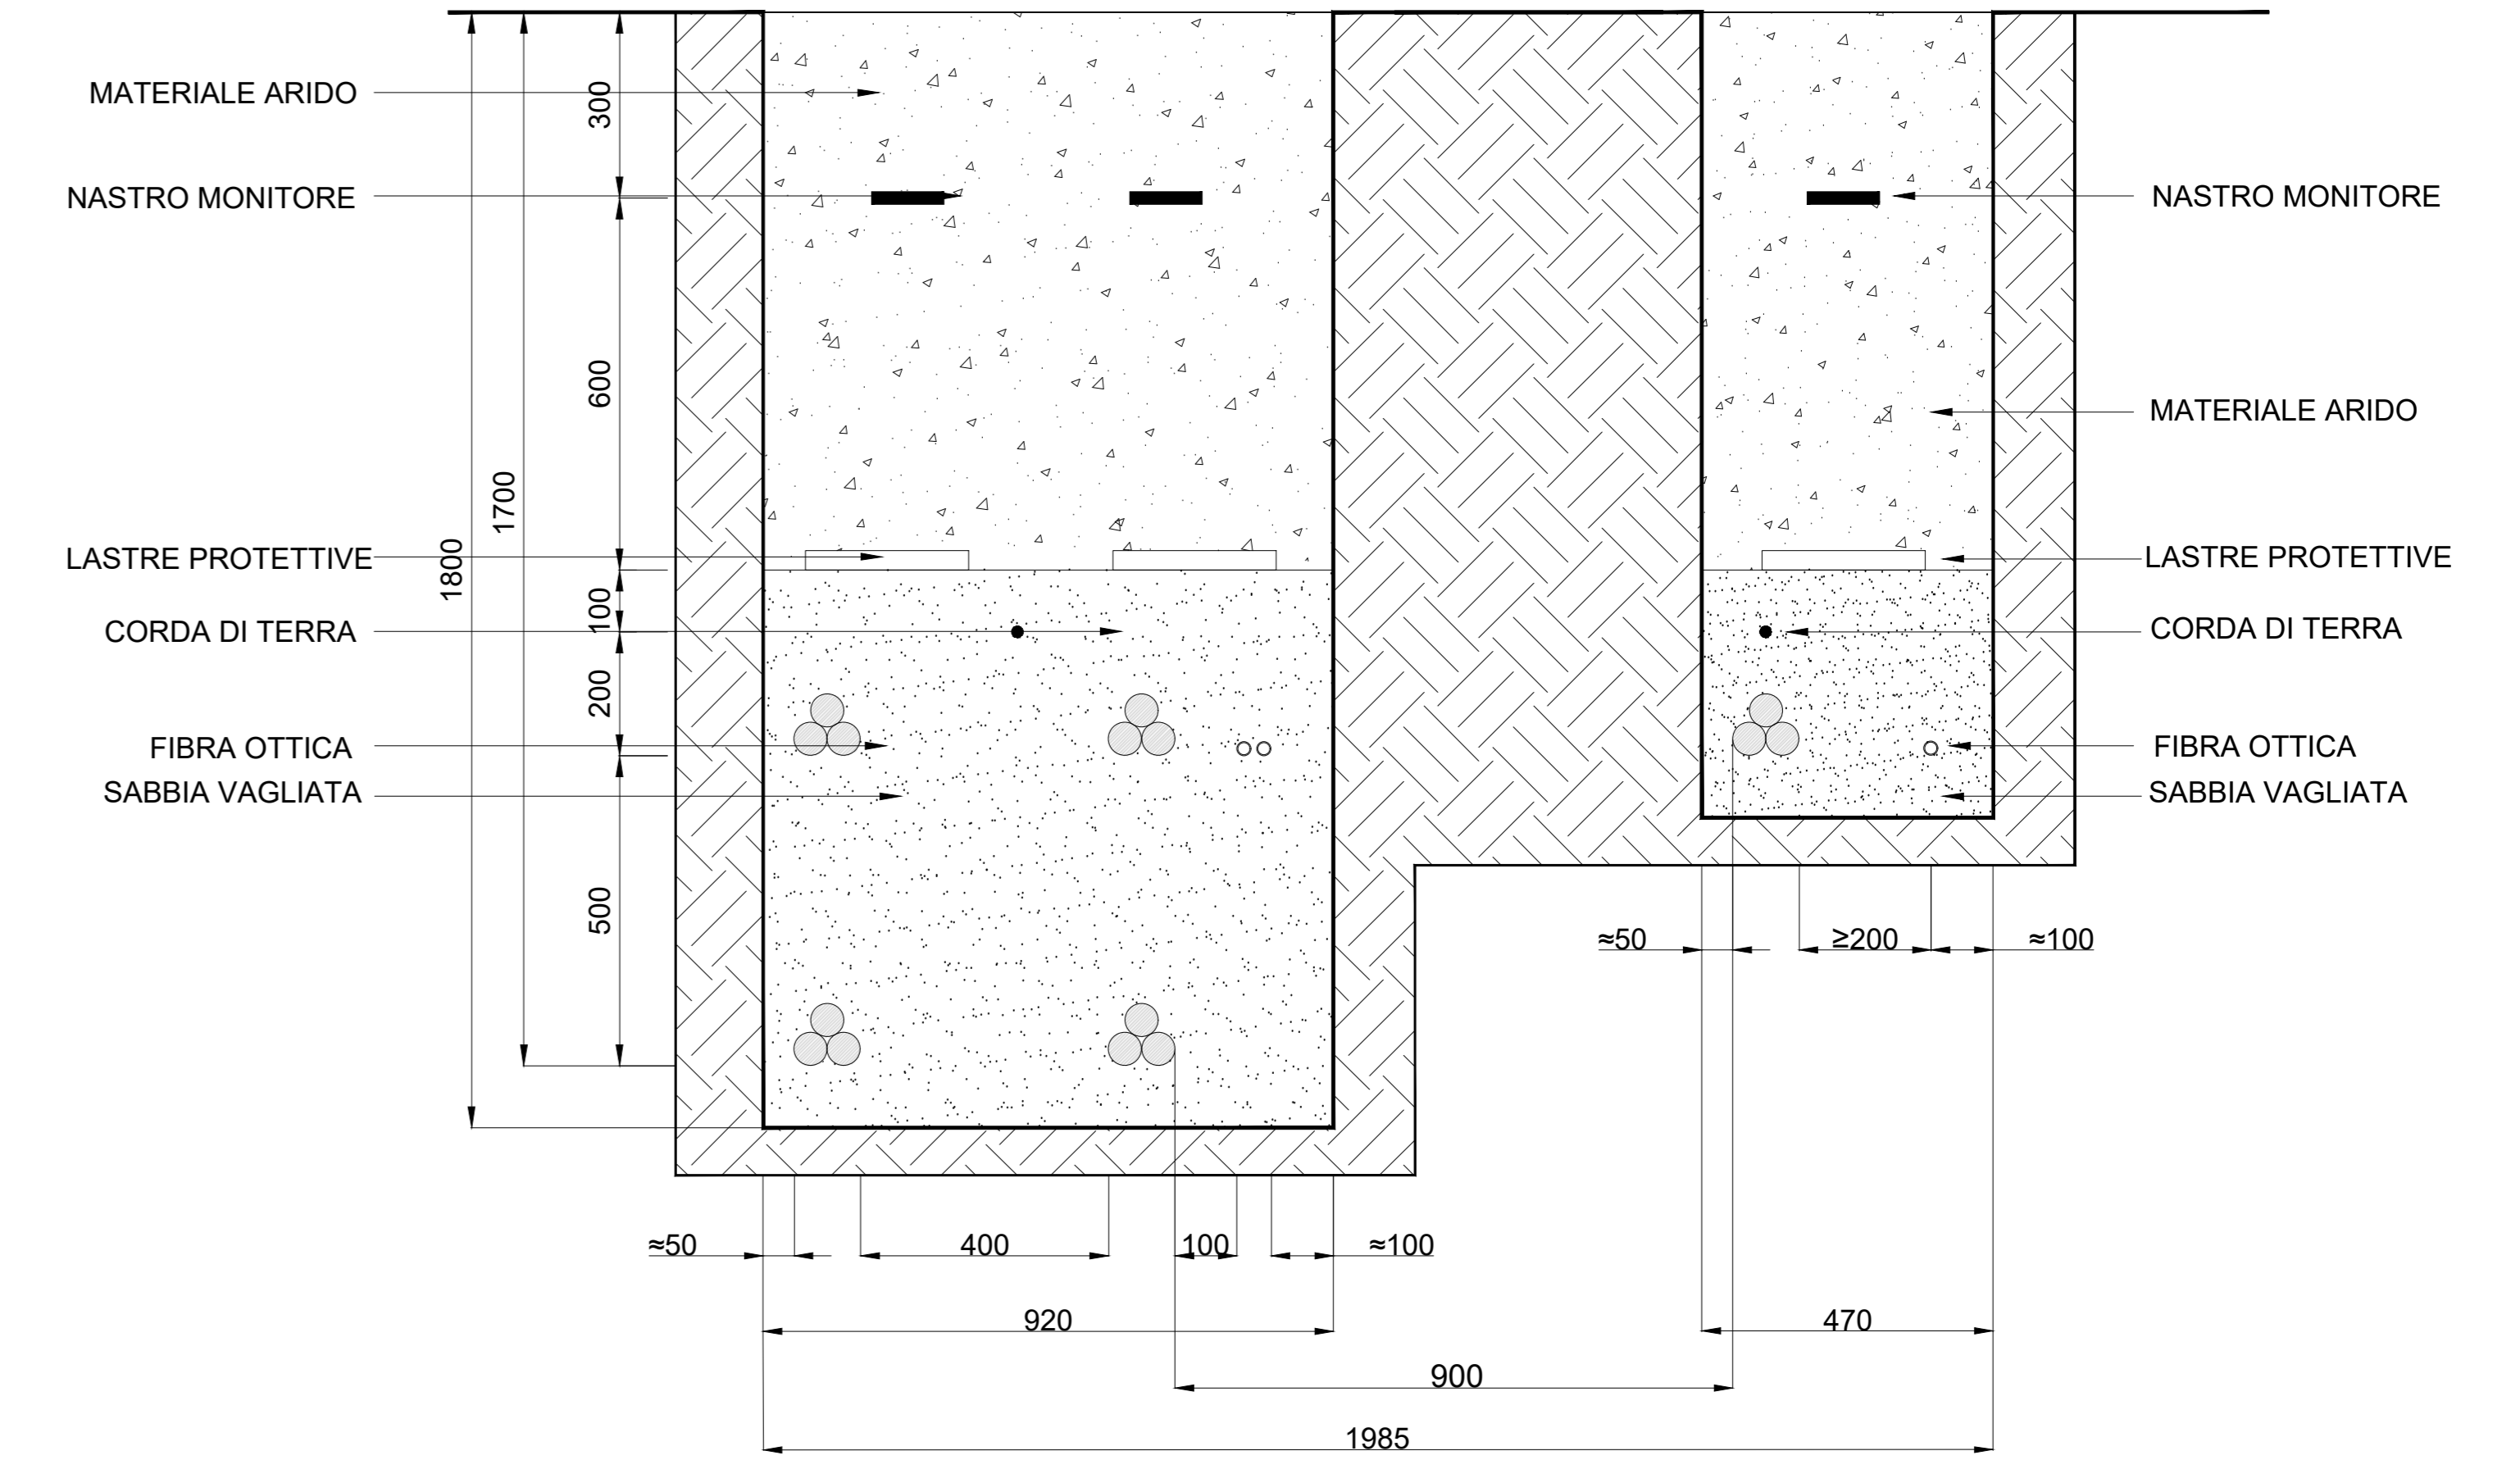 MATERIALE ARIDO
300
NASTRO MONITORE
NASTRO MONITORE
600
MATERIALE ARIDO
1700
1800
LASTRE PROTETTIVE
LASTRE PROTETTIVE
100
CORDA DI TERRA
CORDA DI TERRA
200
FIBRA OTTICA
FIBRA OTTICA
SABBIA VAGLIATA
SABBIA VAGLIATA
500
≈50
≥200
≈100
≈50
400
100
≈100
920
470
900
1985